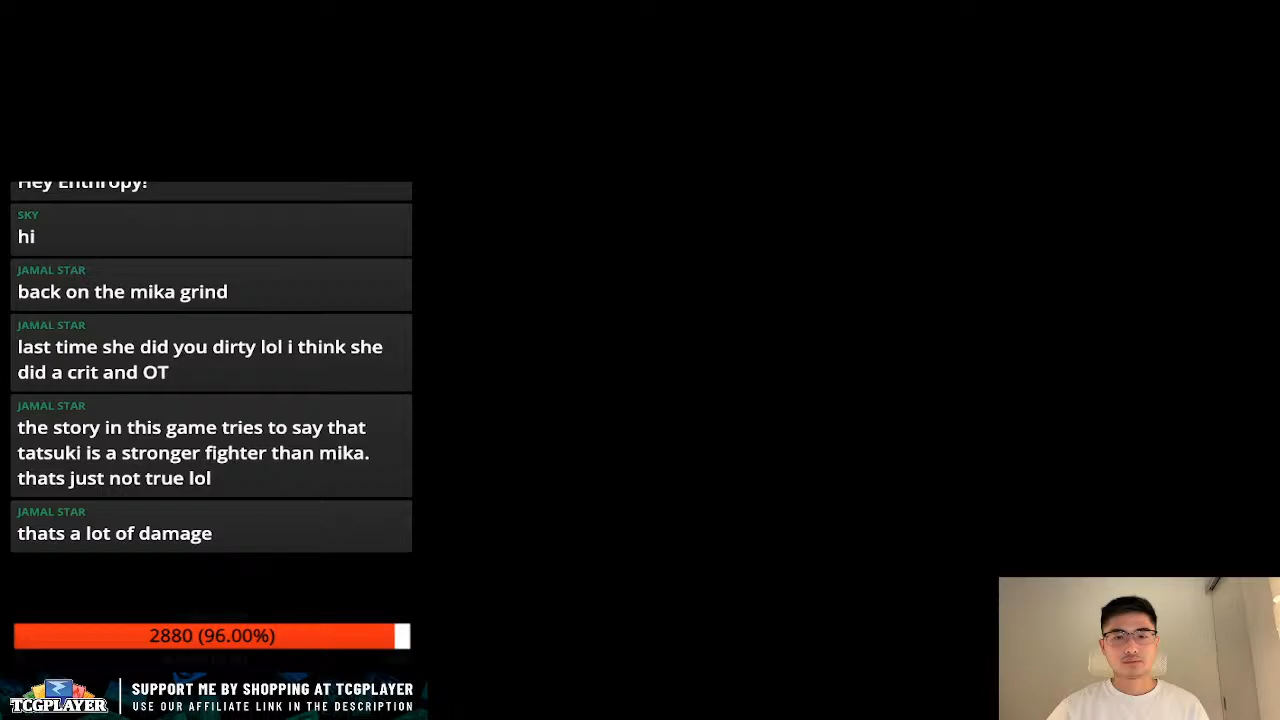 Hey Enthropy!
SKY
hi
JAMAL STAR
back on the mika grind
JAMAL STAR
last time she did you dirty lol i think she
did a crit and OT
JAMAL STAR
the story in this game tries to say that
tatsuki is a stronger fighter than mika.
thats just not true lol
JAMAL STAR
thats a lot of damage
2880 (96.00%)
TCGPLAYER
SUPPORT ME BY SHOPPING AT TCGPLAYER
USE OUR AFFILIATE LINK IN THE DESCRIPTION